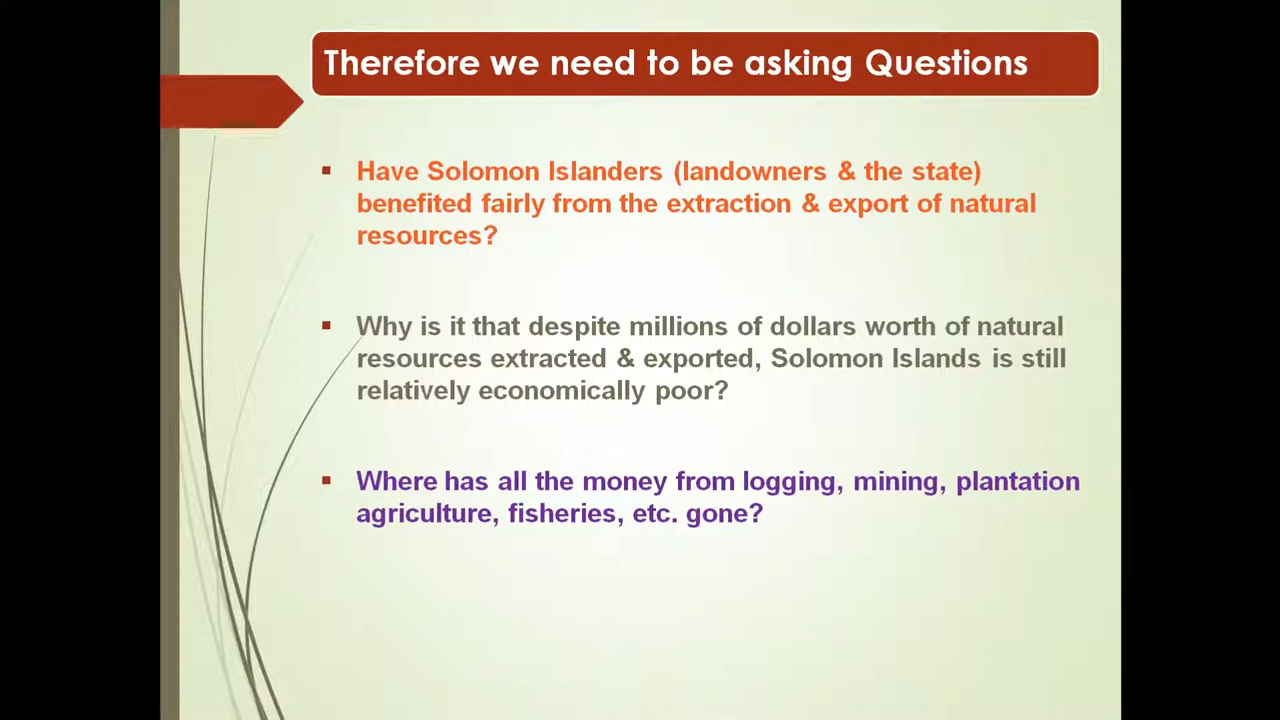 Therefore we need to be asking Questions
▪ Have Solomon Islanders (landowners & the state)
benefited fairly from the extraction & export of natural
resources?
▪ Why is it that despite millions of dollars worth of natural
resources extracted & exported, Solomon Islands is still
relatively economically poor?
▪ Where has all the money from logging, mining, plantation
agriculture, fisheries, etc. gone?